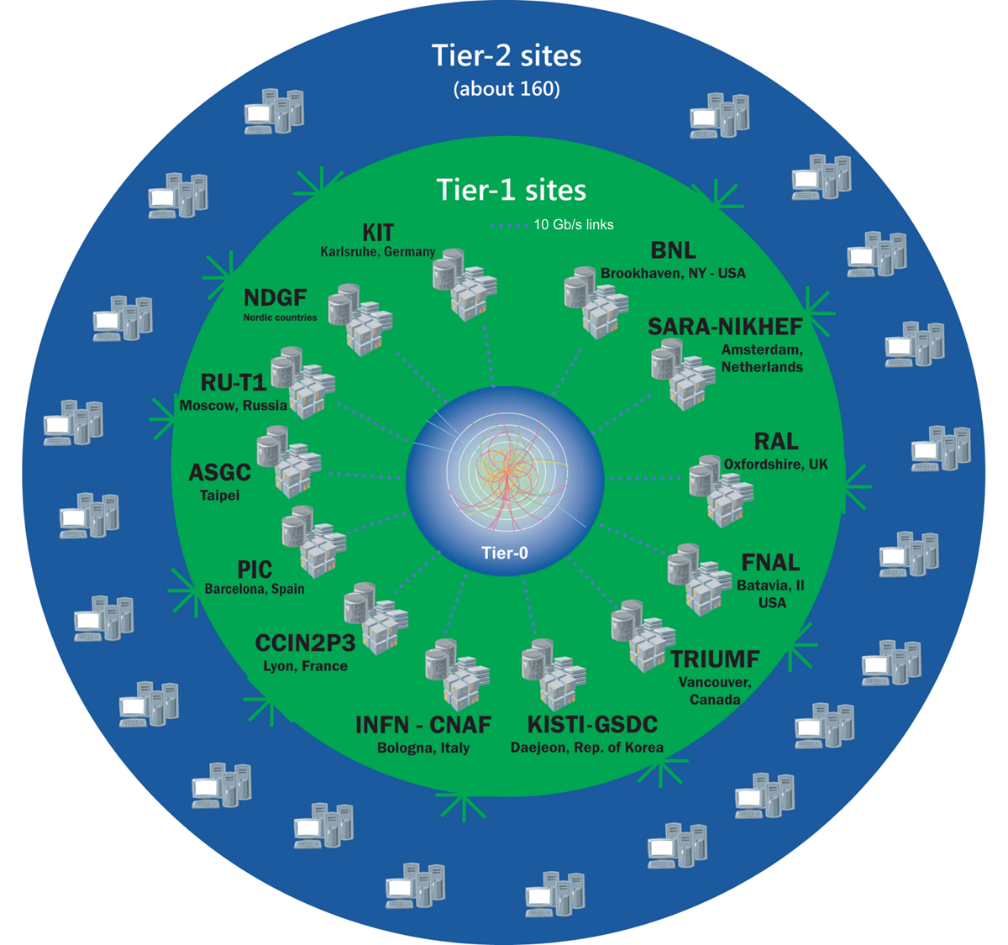 Tier-2 sites
(about 160)
Tier-1 sites
10 Gb/s links
KIT
Karlsruhe, Germany
BNL
Brookhaven, NY - USA
NDGF
Nordic countries
SARA-NIKHEF
Amsterdam,
Netherlands
RU-T1
Moscow, Russia
RAL
Oxfordshire, UK
ASGC
Taipei
Tier-0
FNAL
Batavia, Il
USA
PIC
Barcelona, Spain
CCIN2P3
Lyon, France
TRIUMF
Vancouver,
Canada
INFN - CNAF
Bologna, Italy
KISTI-GSDC
Daejeon, Rep. of Korea